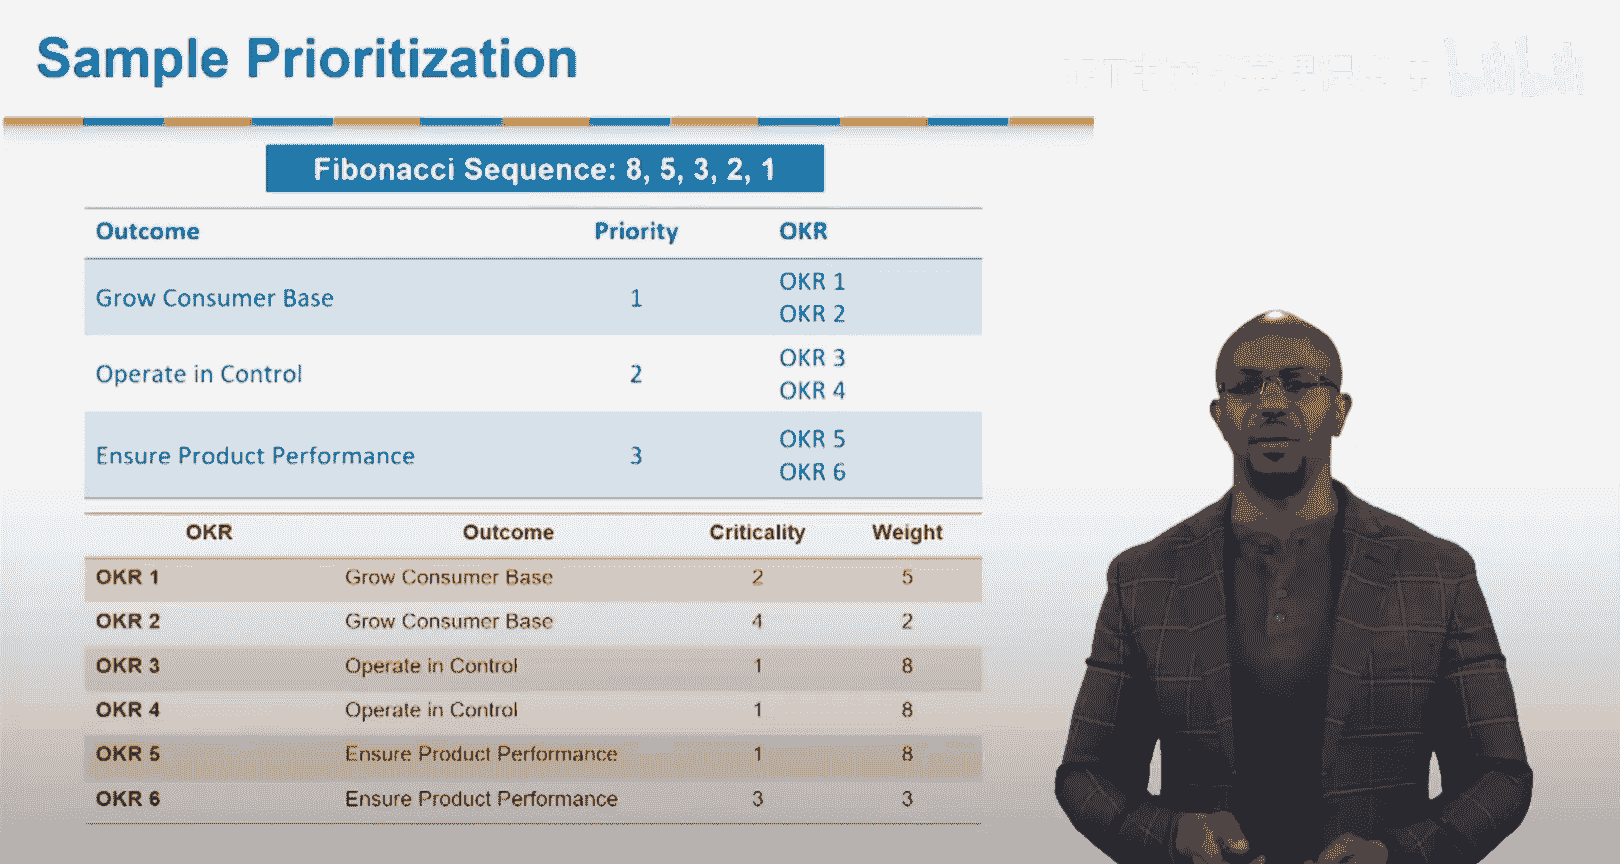 Sample Prioritization
Fibonacci Sequence: 8, 5, 3, 2, 1
Outcome Priority OKR
Grow Consumer Base 1 OKR 1
OKR 2
Operate in Control 2 OKR 3
OKR 4
Ensure Product Performance 3 OKR 5
OKR 6
OKR Outcome Criticality Weight
OKR 1 Grow Consumer Base 2 5
OKR 2 Grow Consumer Base 4 2
OKR 3 Operate in Control 1 8
OKR 4 Operate in Control 1 8
OKR 5 Ensure Product Performance 1 8
OKR 6 Ensure Product Performance 3 3